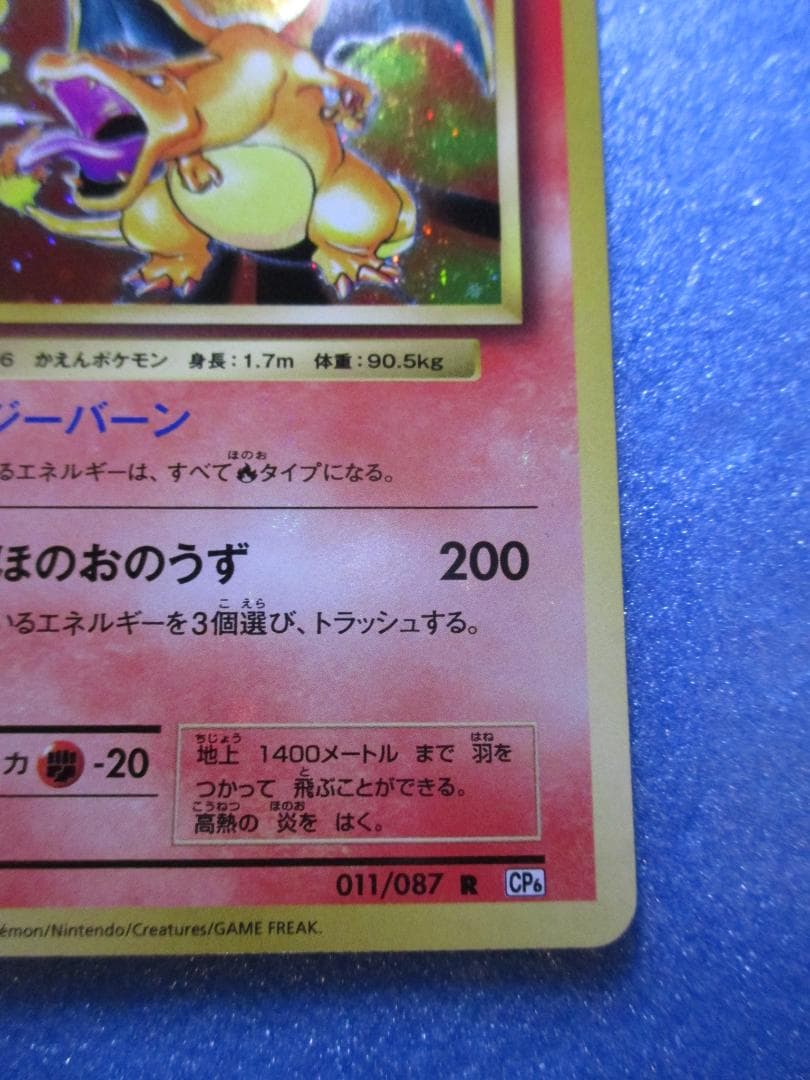 6 かえんポケモン 身長:1.7m 体重:90.5kg
ジーバーン
ほのお
るエネルギーは、すべてタイプになる。
ほのおのうず 200
こ えら
いるエネルギーを3個選び、トラッシュする。
力 -20
ちじょう はね
地上 1400メートル まで 羽を
と
つかって 飛ぶことができる。
こうねつ ほのお
高熱の 炎を はく。
011/087 R CP6
émon/Nintendo/Creatures/GAME FREAK.